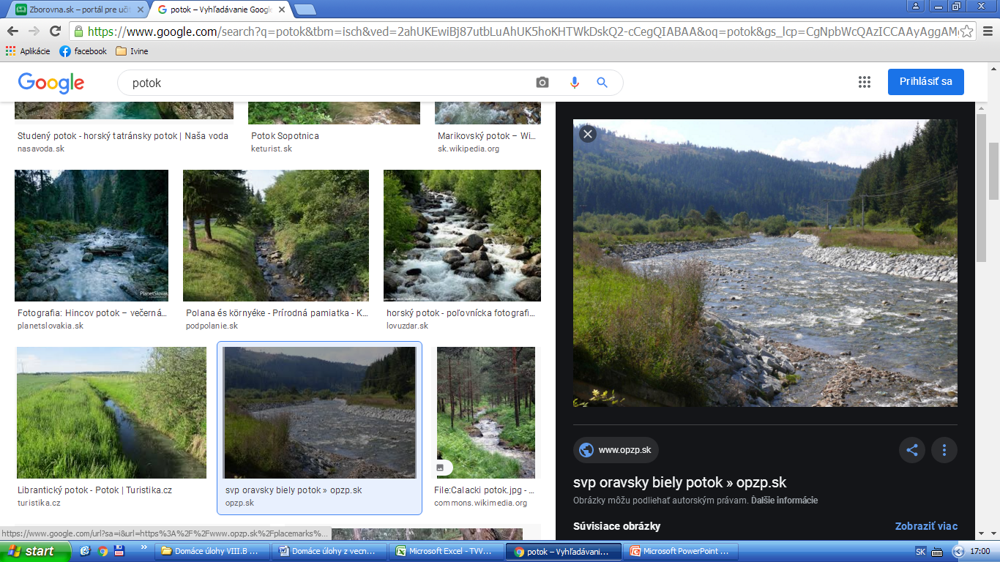 Zborovna.sk – portál pre učit
potok – Vyhľadávanie Google
https://www.google.com/search?q=potok&tbm=isch&ved=2ahUKEwiBj87utbLuAhUK5hoKHTWkDskQ2-cCegQIABAA&oq=potok&gs_lcp=CgNpbWcQAzICCAAyAggAM
Aplikácie
facebook
Ivine
Google
potok
Prihlásiť sa
Studený potok - horský tatránsky potok | Naša voda
nasavoda.sk
Potok Sopotnica
keturist.sk
Marikovský potok – Wi...
sk.wikipedia.org
PlanetSlovak
Fotografia: Hincov potok – večerná...
planetslovakia.sk
Polana és környéke - Prírodná pamiatka - K...
podpolanie.sk
horský potok - poľovnícka fotografi...
lovuzdar.sk
Librantický potok - Potok | Turistika.cz
turistika.cz
svp oravsky biely potok » opzp.sk
opzp.sk
File:Calacki potok.jpg - ...
commons.wikimedia.org
www.opzp.sk
svp oravsky biely potok » opzp.sk
Obrázky môžu podliehať autorským právam. Ďalšie informácie
Súvisiace obrázky
Zobraziť viac
https://www.google.com/url?sa=i&url=https%3A%2F%2Fwww.opzp.sk%2Fplacemarks%...
start
Domáce úlohy VIII.B ...
Domáce úlohy z vecn...
Microsoft Excel - TVV...
potok – Vyhľadávani...
Microsoft PowerPoint ...
SK
17:00